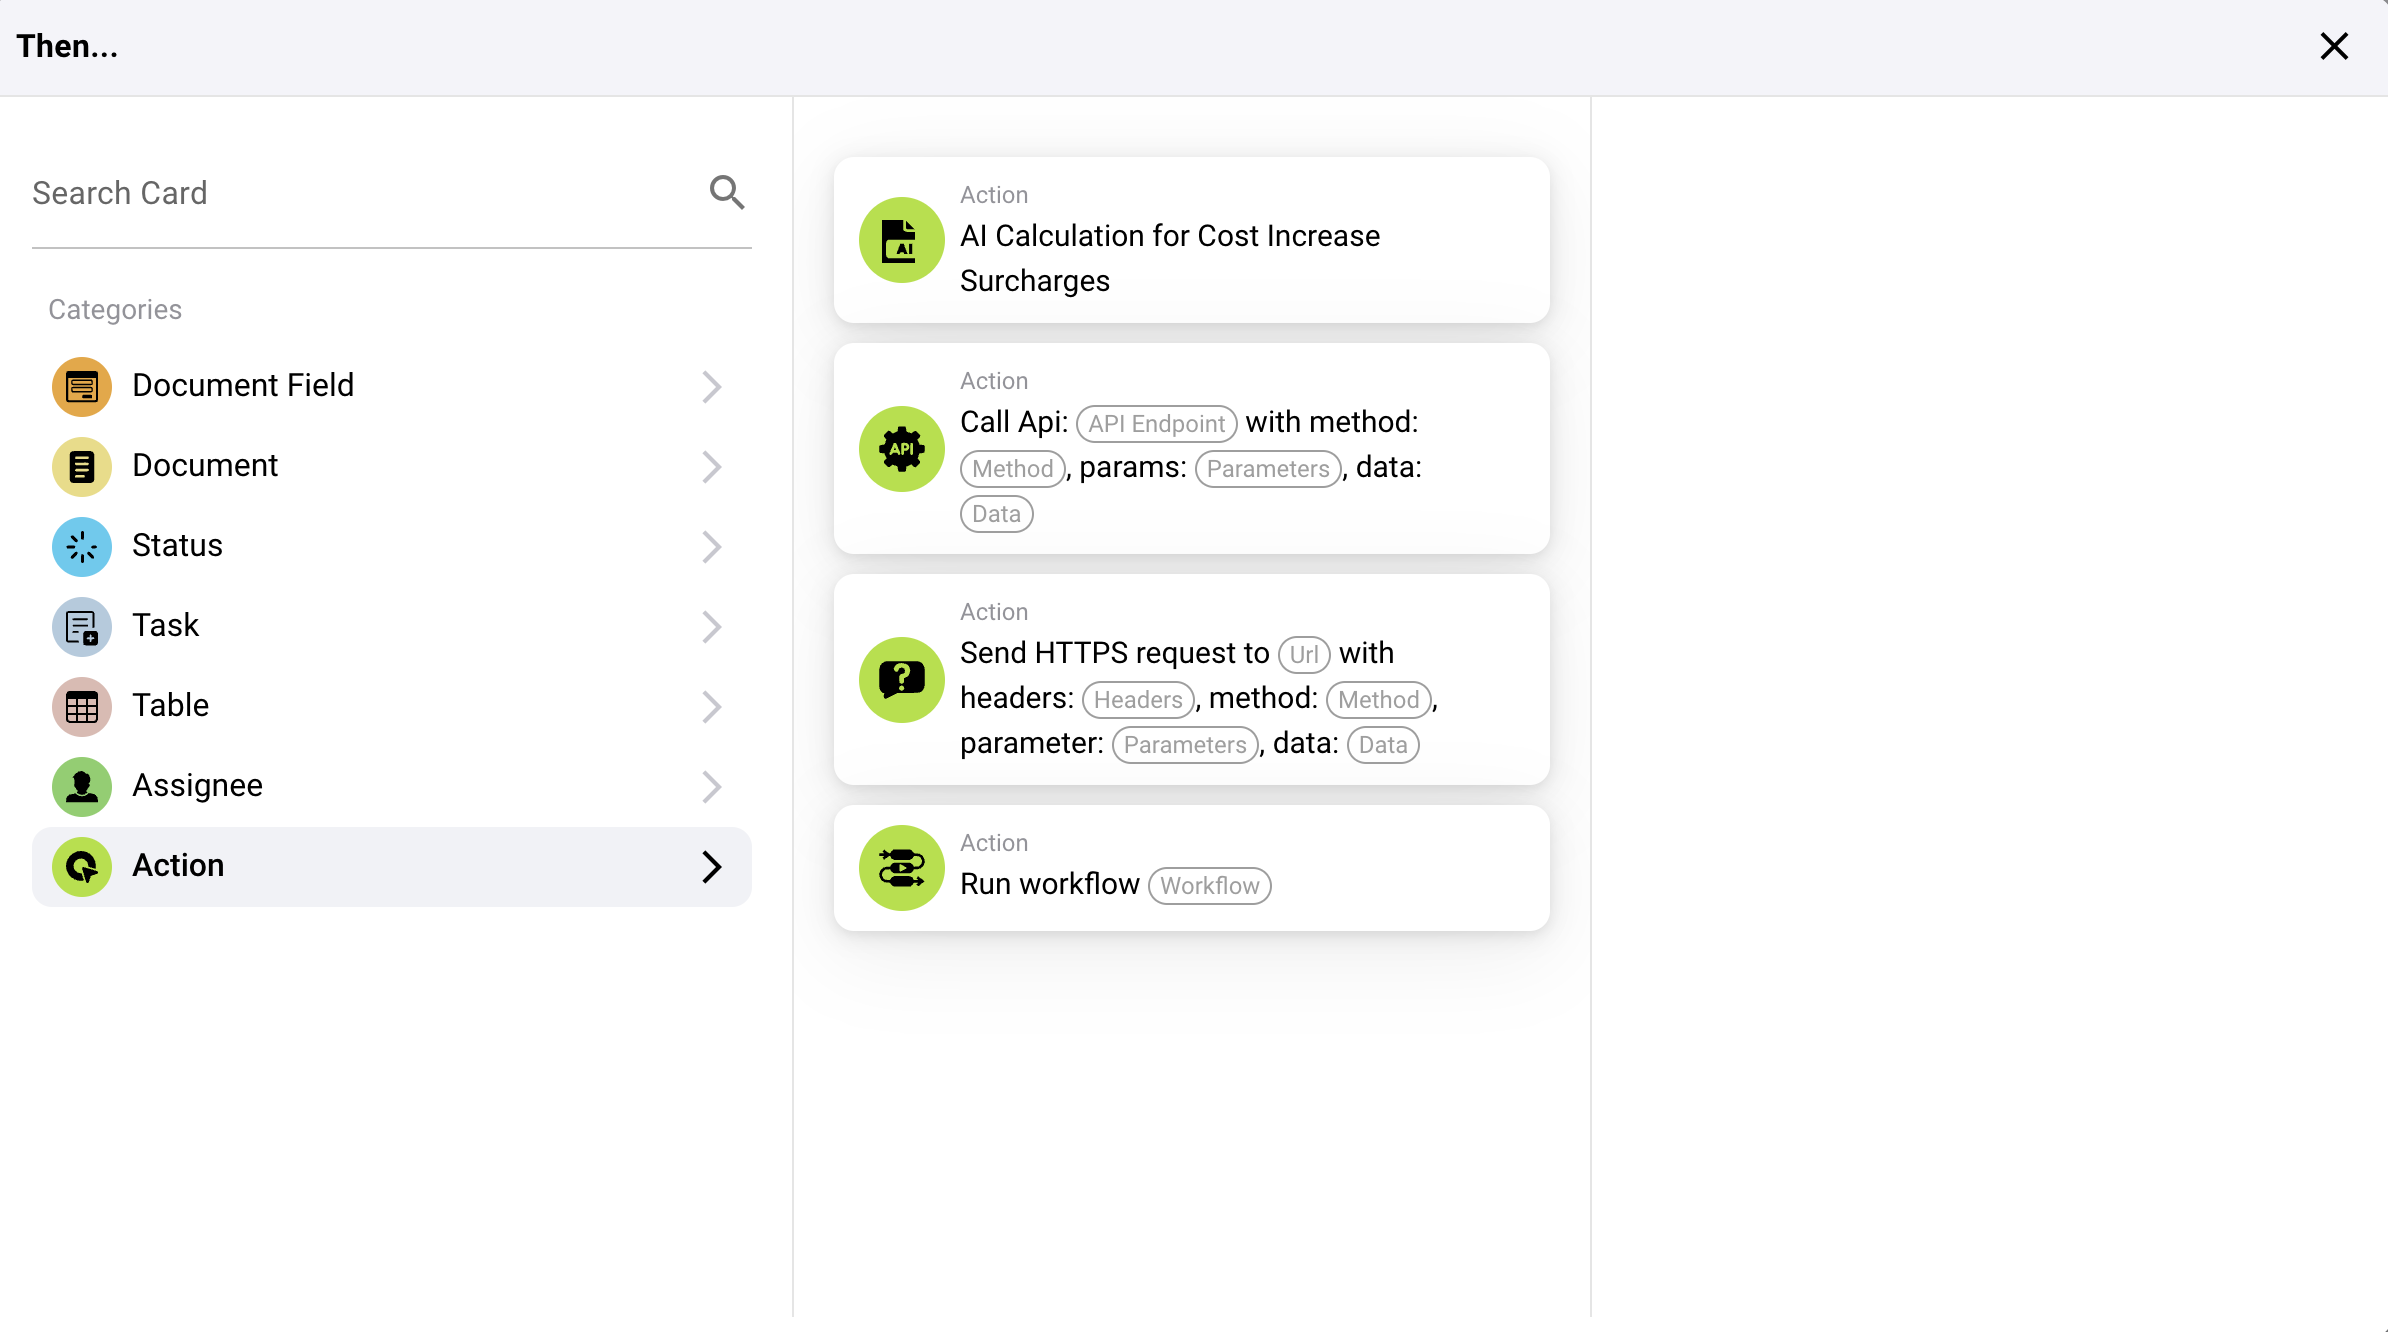 Then...
Search Card
Categories
Document Field
Document
Status
Task
Table
Assignee
Action
Action
AI
AI Calculation for Cost Increase
Surcharges
Action
API
Call Api: API Endpoint with method:
Method, params: Parameters, data:
Data
Action
Send HTTPS request to Url with
headers: Headers, method: Method,
parameter: Parameters, data: Data
Action
Run workflow Workflow